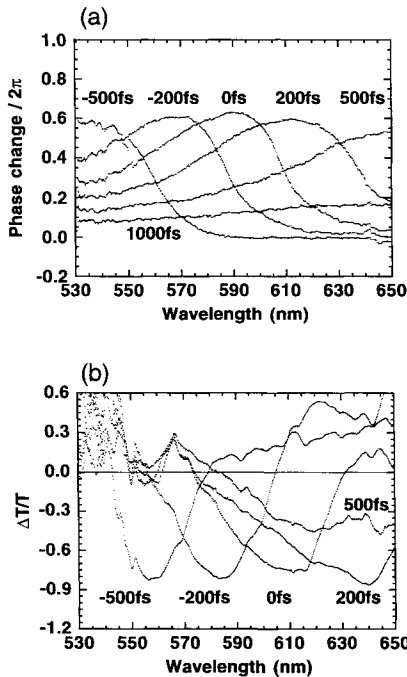 (a)
Phase change / 2π
1.0
0.8
0.6
0.4
0.2
0.0
-0.2
-500fs -200fs 0fs 200fs 500fs
1000fs
530 550 570 590 610 630 650
Wavelength (nm)
(b)
ΔT/T
0.6
0.3
0.0
-0.3
-0.6
-0.9
-1.2
500fs
-500fs -200fs 0fs 200fs
530 550 570 590 610 630 650
Wavelength (nm)